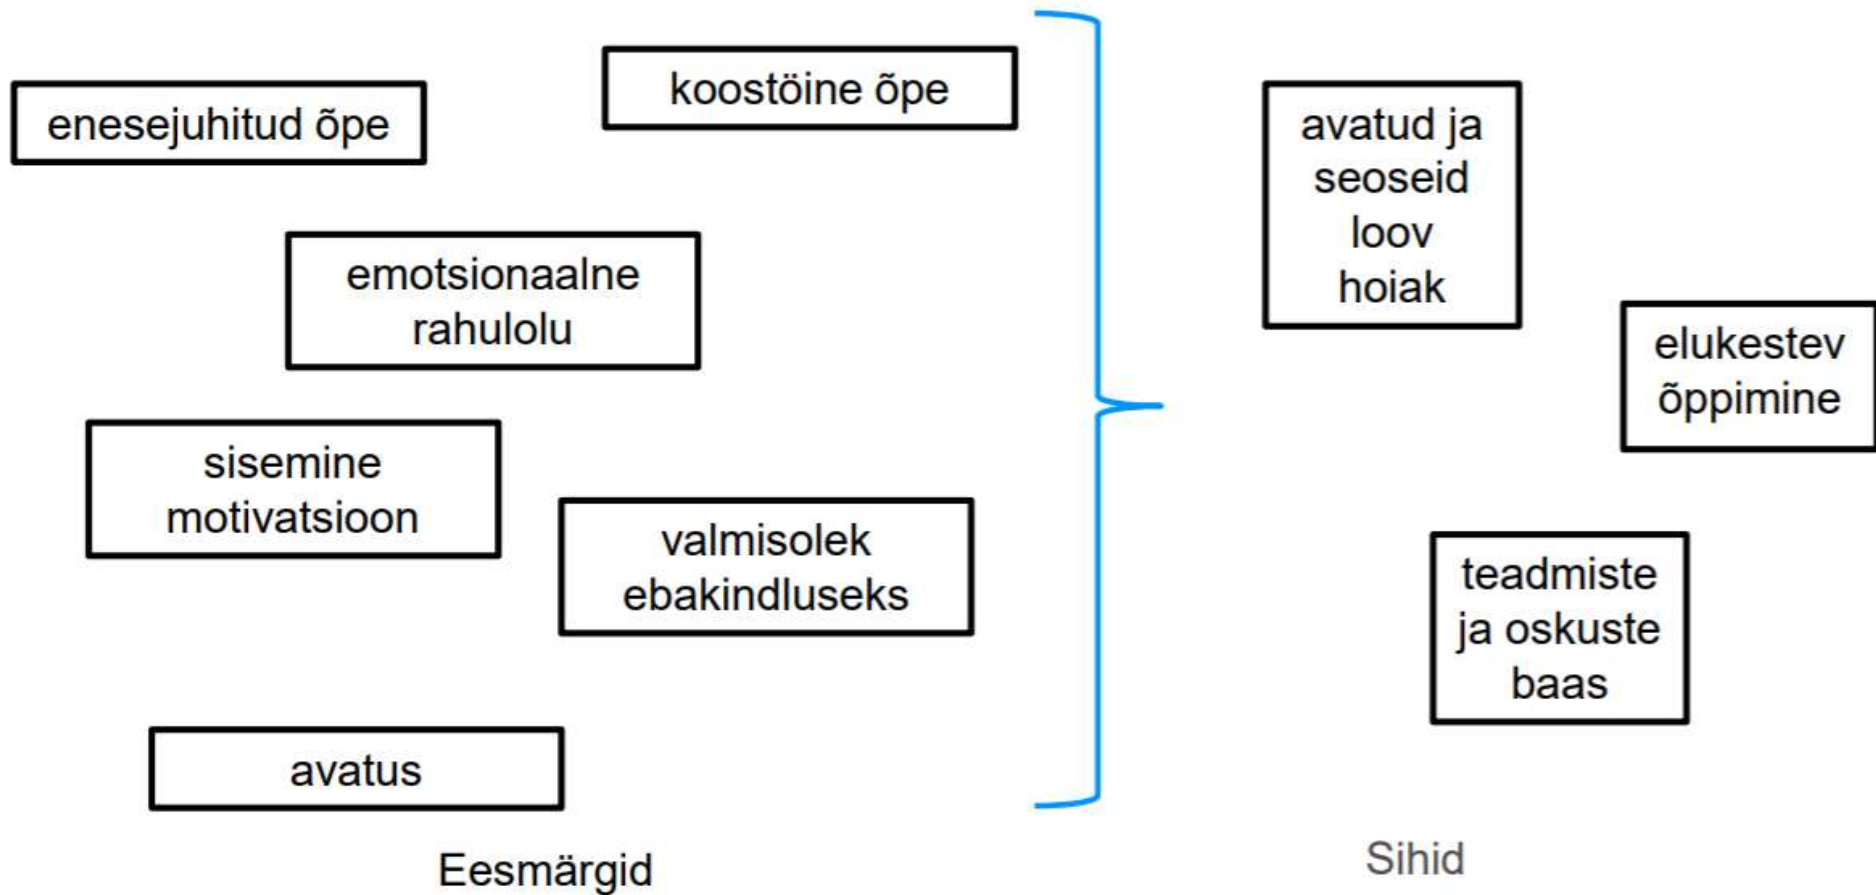 enesejuhitud õpe
koostöine õpe
emotsionaalne
rahulolu
sisemine
motivatsioon
valmisolek
ebakindluseks
avatus
Eesmärgid
avatud ja
seoseid
loov
hoiak
elukestev
õppimine
teadmiste
ja oskuste
baas
Sihid